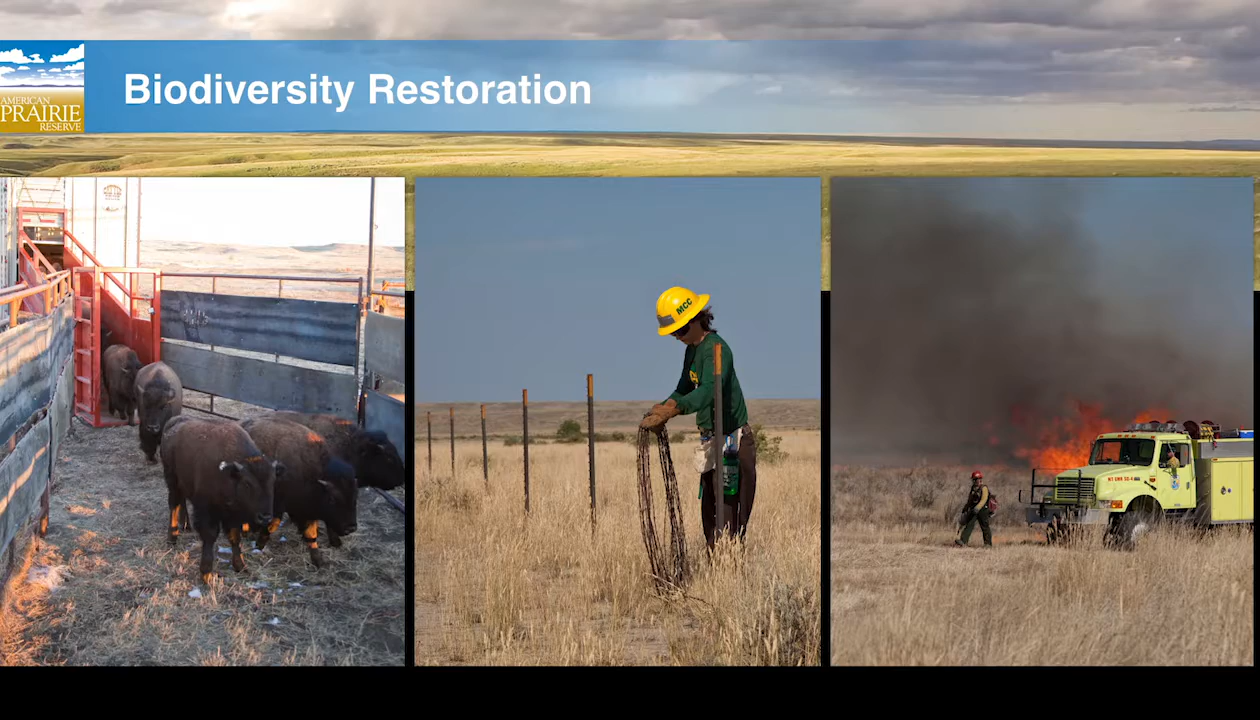 AMERICAN
PRAIRIE
RESERVE
Biodiversity Restoration
MCC